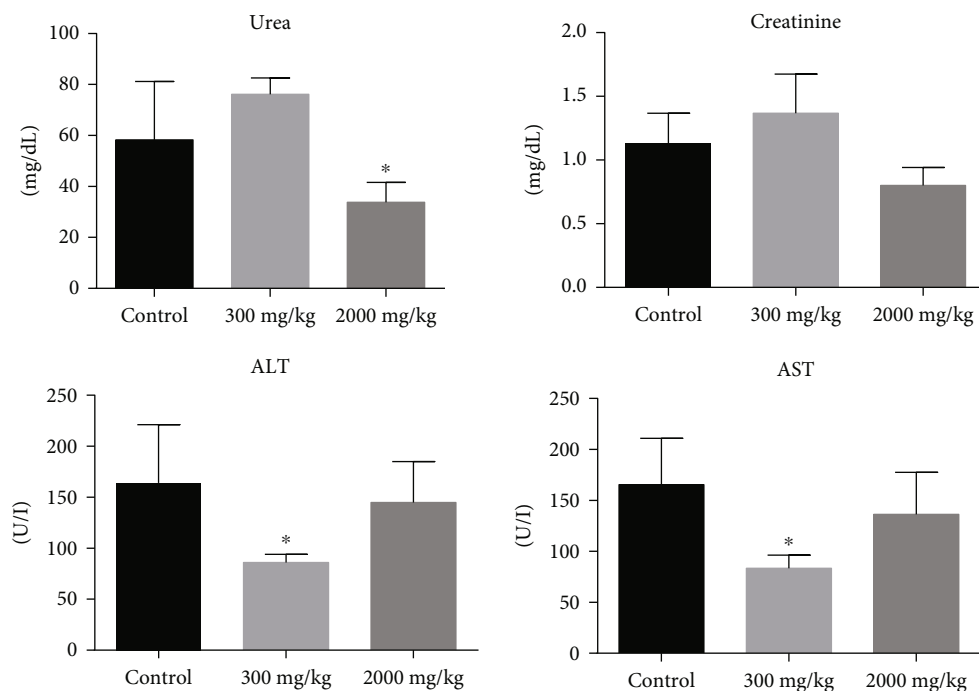 Urea
100
80
60
40
20
0
(mg/dL)
*
Control 300 mg/kg 2000 mg/kg
Creatinine
2.0
1.5
1.0
0.5
0.0
(mg/dL)
Control 300 mg/kg 2000 mg/kg
ALT
250
200
150
100
50
0
(U/I)
*
Control 300 mg/kg 2000 mg/kg
AST
250
200
150
100
50
0
(U/I)
*
Control 300 mg/kg 2000 mg/kg